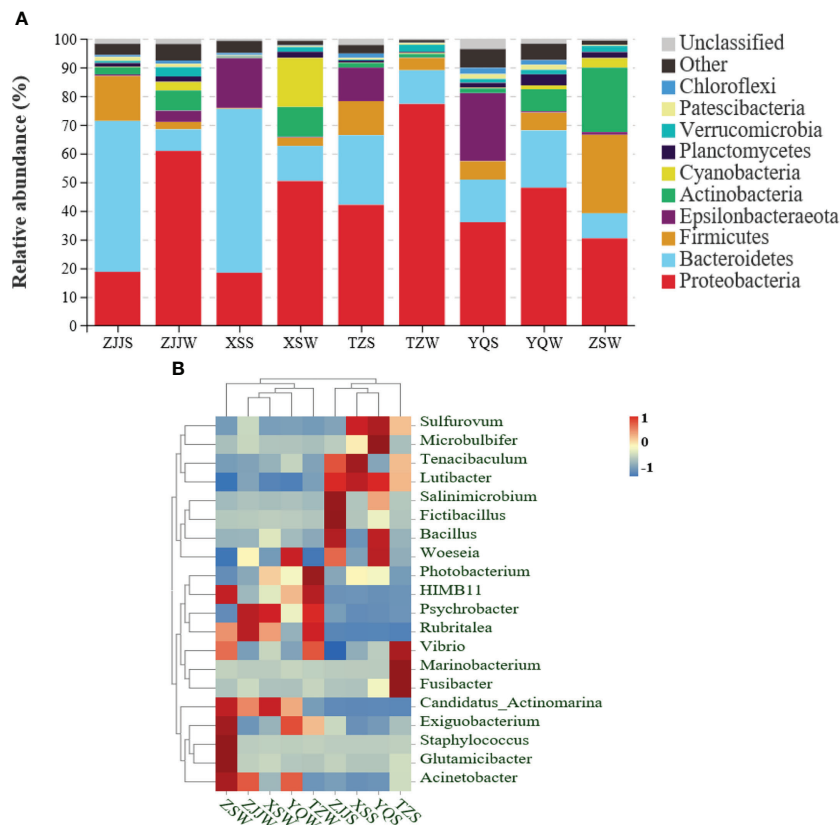 A
Relative abundance (%)
100
90
80
70
60
50
40
30
20
10
0
ZJJS ZJJW XSS XSW TZS TZW YQS YQW ZSW
Unclassified
Other
Chloroflexi
Patescibacteria
Verrucomicrobia
Planctomycetes
Cyanobacteria
Actinobacteria
Epsilonbacteraeota
Firmicutes
Bacteroidetes
Proteobacteria
B
Sulfurovum
Microbulbifer
Tenacibaculum
Lutibacter
Salinimicrobium
Fictibacillus
Bacillus
Woeseia
Photobacterium
HIMB11
Psychrobacter
Rubritalea
Vibrio
Marinobacterium
Fusibacter
Candidatus_Actinomarina
Exiguobacterium
Staphylococcus
Glutamicibacter
Acinetobacter
ZSW ZJJW XSW YQW TZW ZJJS XSS YQS TZS
1
0
-1